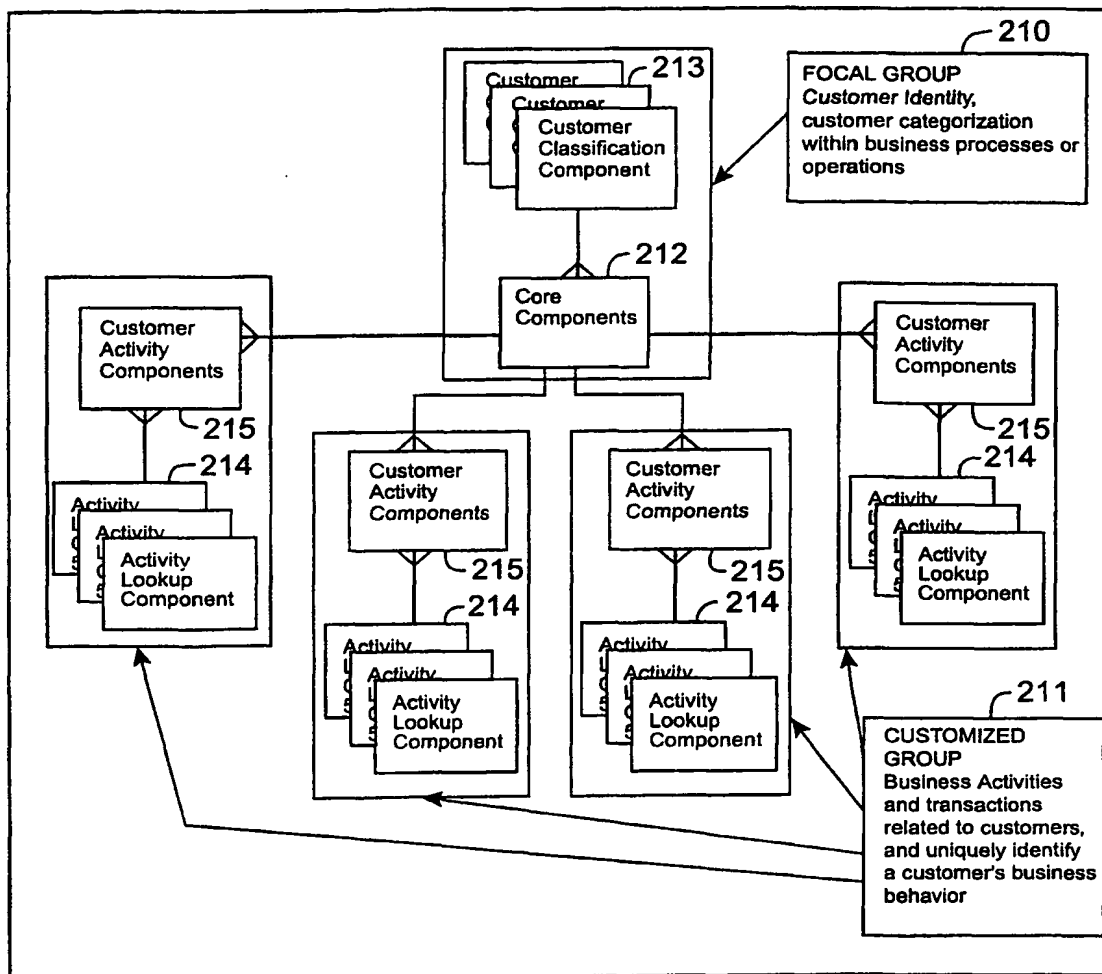 210
FOCAL GROUP
Customer Identity,
customer categorization
within business processes or
operations
213
Customer
Customer
Customer
Classification
Component
212
Core
Components
Customer
Activity
Components
215
214
Activity
L
Activity
L
Activity
Lookup
Component
Customer
Activity
Components
215
214
Activity
L
Activity
L
Activity
Lookup
Component
Customer
Activity
Components
215
214
Activity
L
Activity
L
Activity
Lookup
Component
Customer
Activity
Components
215
214
Activity
L
Activity
L
Activity
Lookup
Component
211
CUSTOMIZED
GROUP
Business Activities
and transactions
related to customers,
and uniquely identify
a customer's business
behavior